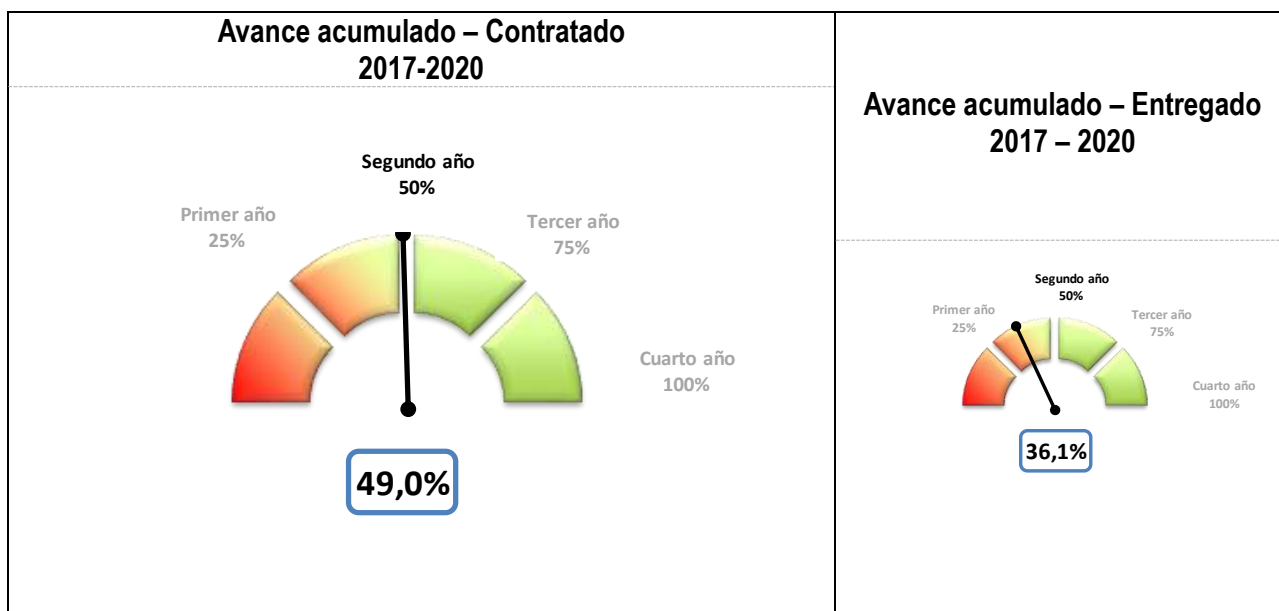 Avance acumulado – Contratado
2017-2020
Segundo año
50%
Primer año
25%
Tercer año
75%
Cuarto año
100%
49,0%
Avance acumulado – Entregado
2017 – 2020
Segundo año
50%
Primer año
25%
Tercer año
75%
Cuarto año
100%
36,1%